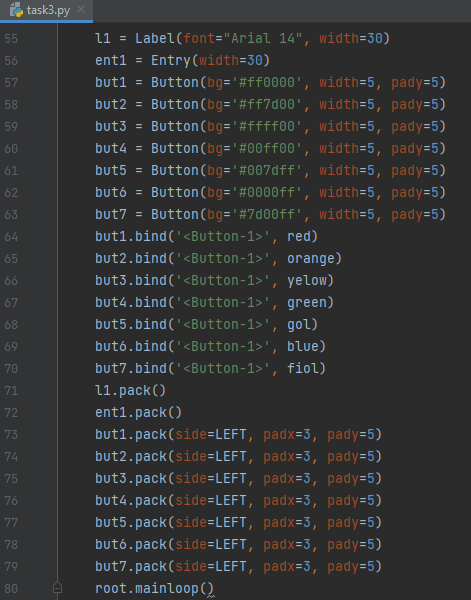 task3.py
55 l1 = Label(font="Arial 14", width=30)
56 ent1 = Entry(width=30)
57 but1 = Button(bg='#ff0000', width=5, pady=5)
58 but2 = Button(bg='#ff7d00', width=5, pady=5)
59 but3 = Button(bg='#ffff00', width=5, pady=5)
60 but4 = Button(bg='#00ff00', width=5, pady=5)
61 but5 = Button(bg='#007dff', width=5, pady=5)
62 but6 = Button(bg='#0000ff', width=5, pady=5)
63 but7 = Button(bg='#7d00ff', width=5, pady=5)
64 but1.bind('<Button-1>', red)
65 but2.bind('<Button-1>', orange)
66 but3.bind('<Button-1>', yelow)
67 but4.bind('<Button-1>', green)
68 but5.bind('<Button-1>', gol)
69 but6.bind('<Button-1>', blue)
70 but7.bind('<Button-1>', fiol)
71 l1.pack()
72 ent1.pack()
73 but1.pack(side=LEFT, padx=3, pady=5)
74 but2.pack(side=LEFT, padx=3, pady=5)
75 but3.pack(side=LEFT, padx=3, pady=5)
76 but4.pack(side=LEFT, padx=3, pady=5)
77 but5.pack(side=LEFT, padx=3, pady=5)
78 but6.pack(side=LEFT, padx=3, pady=5)
79 but7.pack(side=LEFT, padx=3, pady=5)
80 root.mainloop()